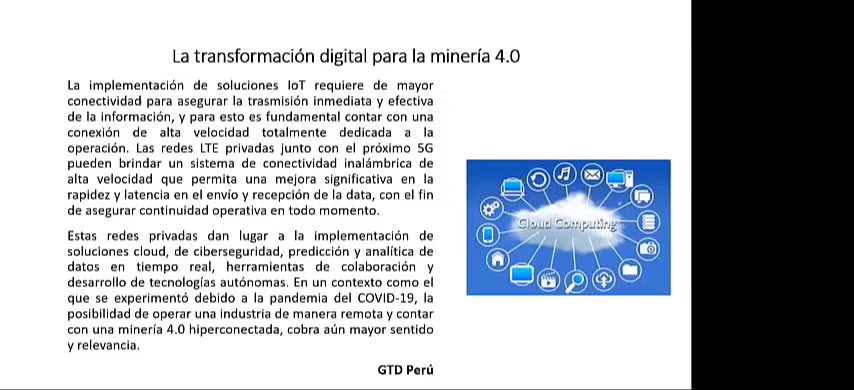 La transformación digital para la minería 4.0
La implementación de soluciones IoT requiere de mayor
conectividad para asegurar la trasmisión inmediata y efectiva
de la información, y para esto es fundamental contar con una
conexión de alta velocidad totalmente dedicada a la
operación. Las redes LTE privadas junto con el próximo 5G
pueden brindar un sistema de conectividad inalámbrica de
alta velocidad que permita una mejora significativa en la
rapidez y latencia en el envío y recepción de la data, con el fin
de asegurar continuidad operativa en todo momento.
Estas redes privadas dan lugar a la implementación de
soluciones cloud, de ciberseguridad, predicción y analítica de
datos en tiempo real, herramientas de colaboración y
desarrollo de tecnologías autónomas. En un contexto como el
que se experimentó debido a la pandemia del COVID-19, la
posibilidad de operar una industria de manera remota y contar
con una minería 4.0 hiperconectada, cobra aún mayor sentido
y relevancia.
GTD Perú
Cloud Computing